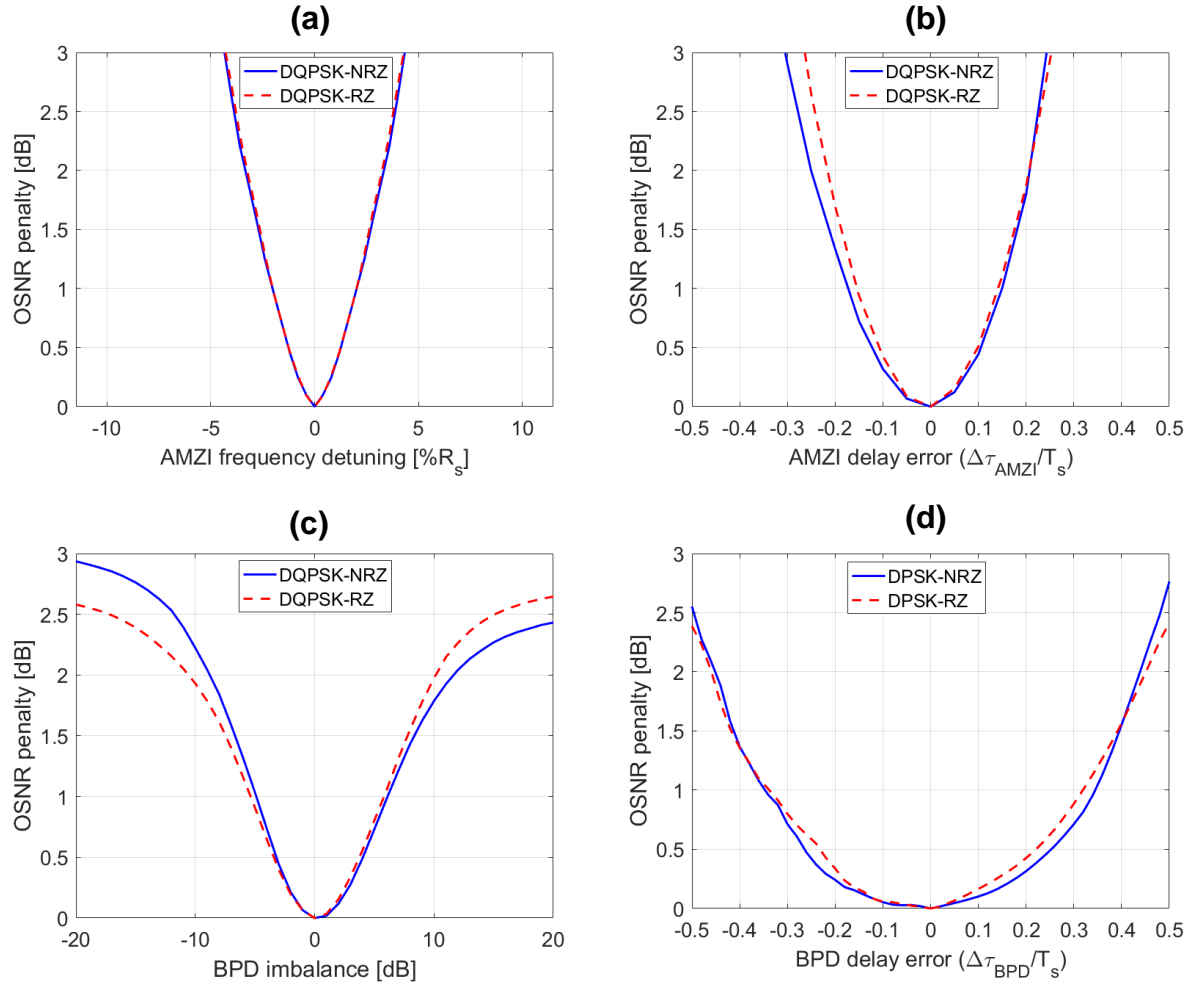 (a)
3
2.5
2
1.5
1
0.5
0
OSNR penalty [dB]
DQPSK-NRZ
DQPSK-RZ
-10 -5 0 5 10
AMZI frequency detuning [%Rs]
(b)
3
2.5
2
1.5
1
0.5
0
OSNR penalty [dB]
DQPSK-NRZ
DQPSK-RZ
-0.5 -0.4 -0.3 -0.2 -0.1 0 0.1 0.2 0.3 0.4 0.5
AMZI delay error (ΔτAMZI/Ts)
(c)
3
2.5
2
1.5
1
0.5
0
OSNR penalty [dB]
DQPSK-NRZ
DQPSK-RZ
-20 -10 0 10 20
BPD imbalance [dB]
(d)
3
2.5
2
1.5
1
0.5
0
OSNR penalty [dB]
DPSK-NRZ
DPSK-RZ
-0.5 -0.4 -0.3 -0.2 -0.1 0 0.1 0.2 0.3 0.4 0.5
BPD delay error (ΔτBPD/Ts)